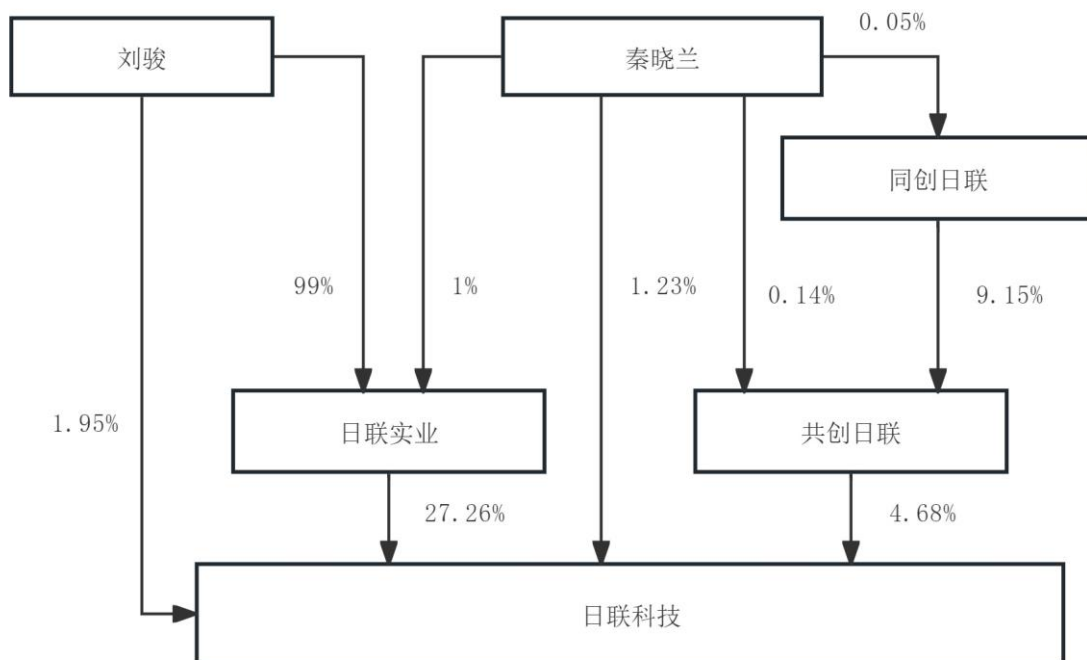 0.05%
刘骏
秦晓兰
同创日联
99%
1%
1.23%
0.14%
9.15%
1.95%
日联实业
共创日联
27.26%
4.68%
日联科技